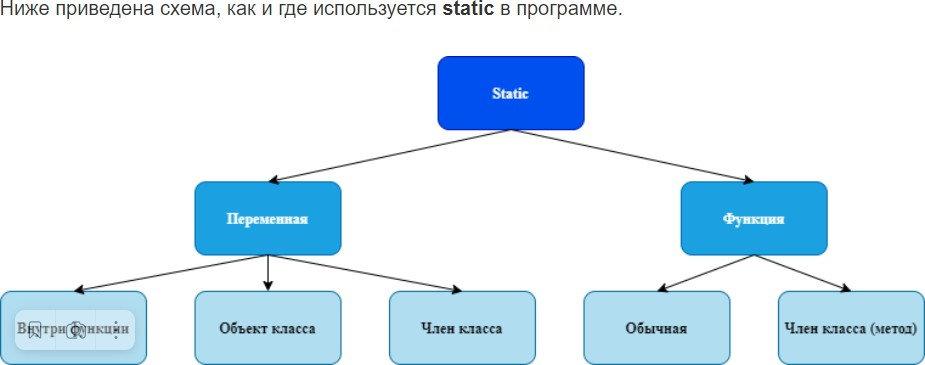 Ниже приведена схема, как и где используется static в программе.
Static
Переменная
Функция
Внутри функции
Объект класса
Член класса
Обычная
Член класса (метод)